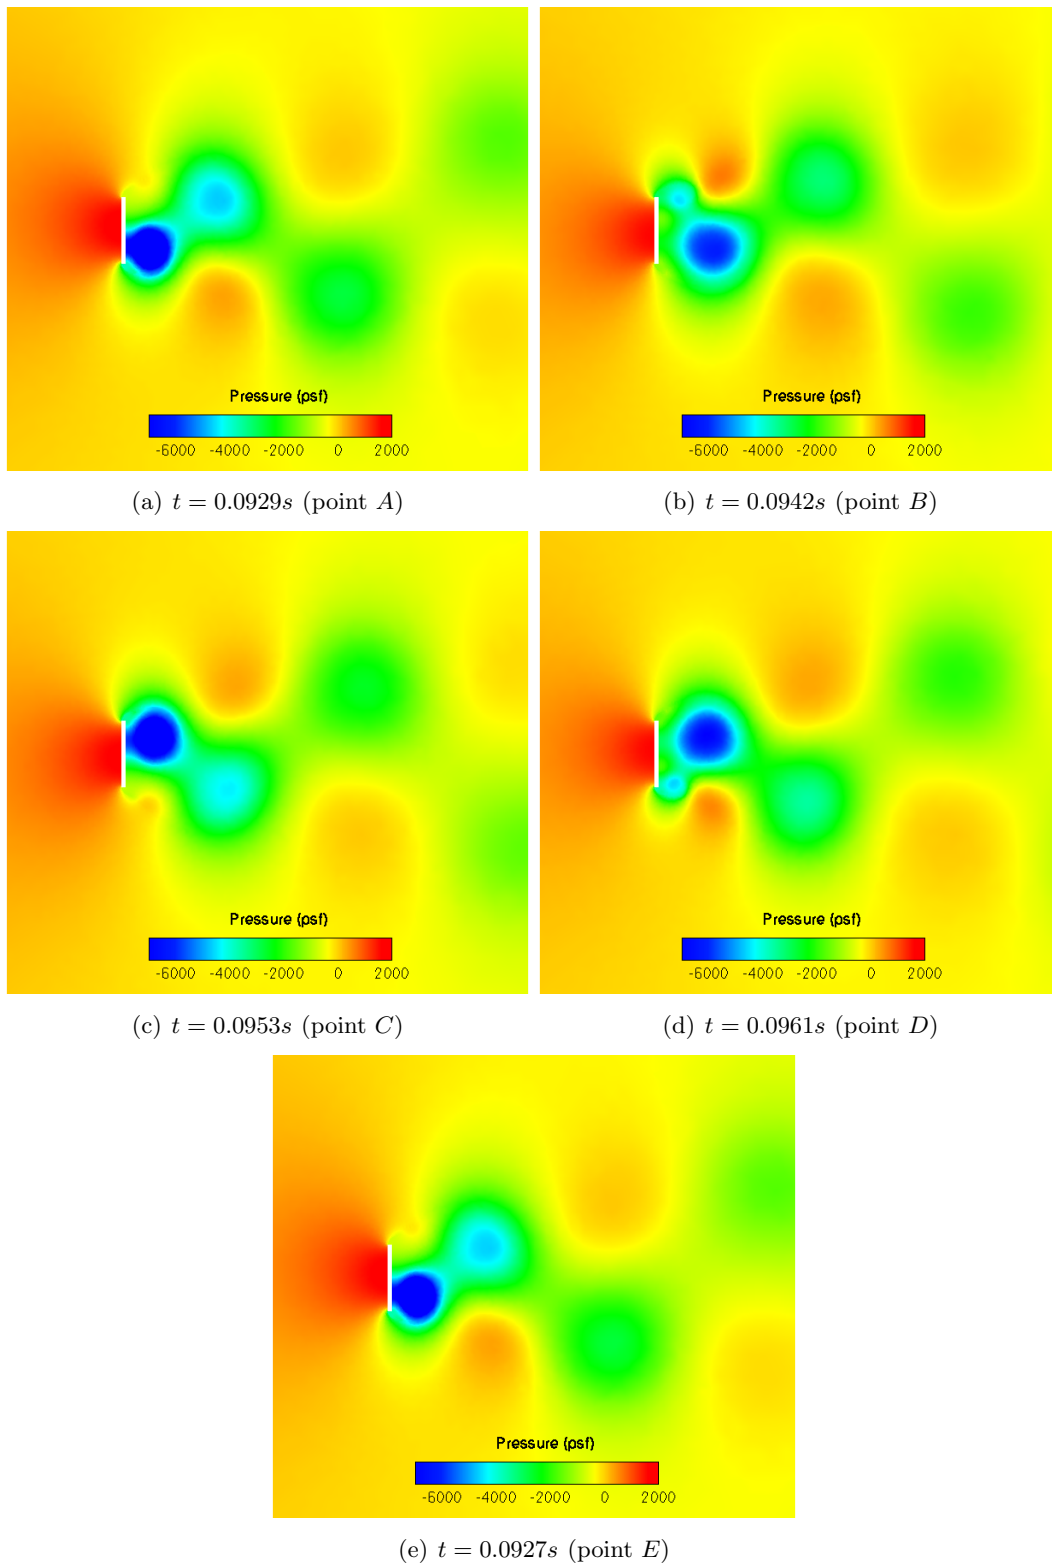 Pressure (psf)
-6000 -4000 -2000 0 2000
Pressure (psf)
-6000 -4000 -2000 0 2000
(a) t = 0.0929s (point A)
(b) t = 0.0942s (point B)
Pressure (psf)
-6000 -4000 -2000 0 2000
Pressure (psf)
-6000 -4000 -2000 0 2000
(c) t = 0.0953s (point C)
(d) t = 0.0961s (point D)
Pressure (psf)
-6000 -4000 -2000 0 2000
(e) t = 0.0927s (point E)